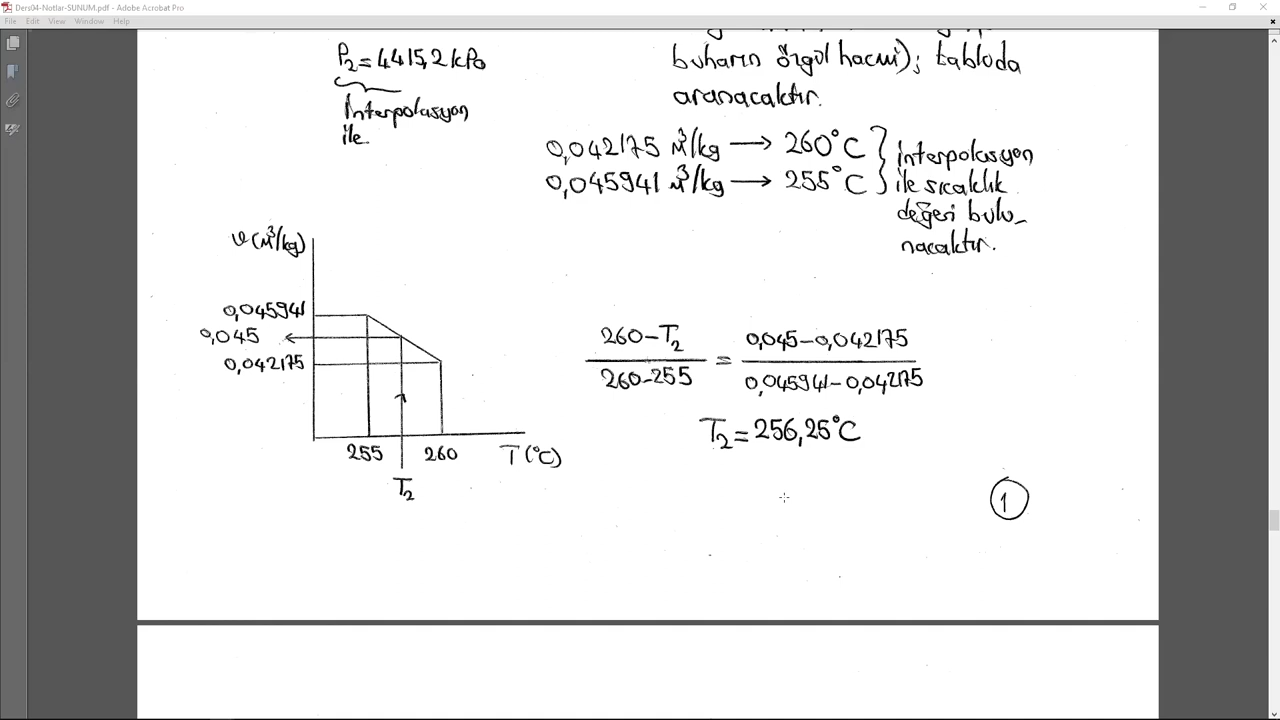 Ders04-Notlar-SUNUM.pdf - Adobe Acrobat Pro
File Edit View Window Help
P₂=4415,2 kPa
İnterpolasyon
ile.
buharın özgül hacmi); tabloda
aranacaktır.
0,042175 m³/kg → 260°C
0,045941 m³/kg → 255°C
interpolasyon
ile sıcaklık
değeri bulu-
nacaktır.
v(m³/kg)
0,045941
0,045
0,042175
255 260 T(°C)
T₂
260-T₂ / 260-255 = 0,045-0,042175 / 0,045941-0,042175
T₂=256,25°C
1